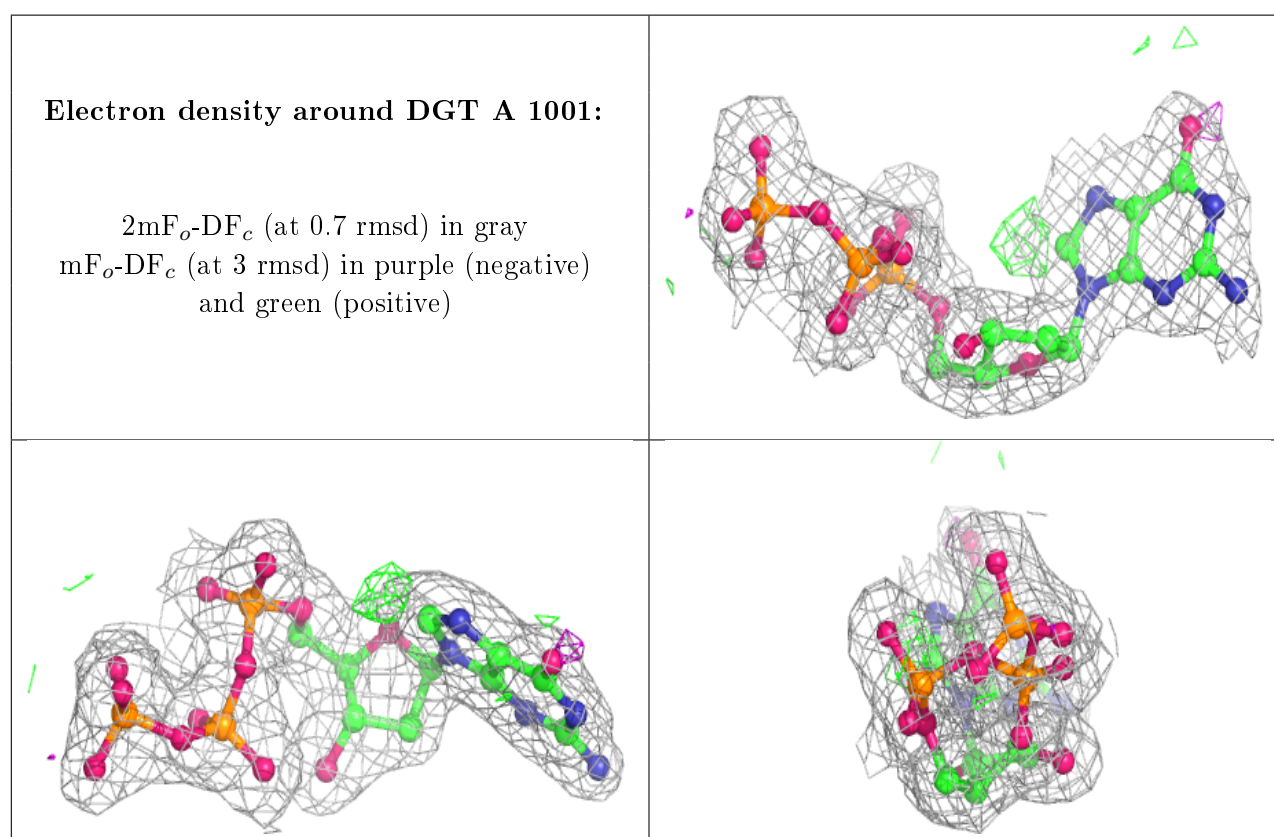 Electron density around DGT A 1001:
2mFₒ-DF𝒸 (at 0.7 rmsd) in gray
mFₒ-DF𝒸 (at 3 rmsd) in purple (negative)
and green (positive)